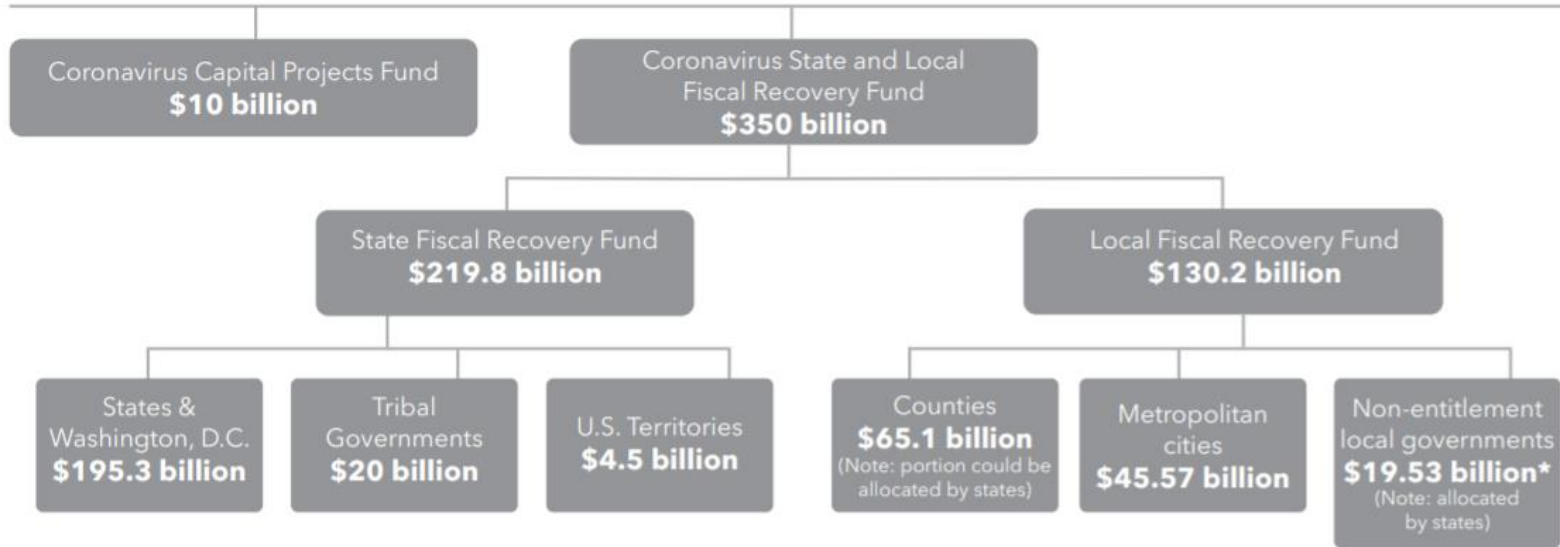 Coronavirus Capital Projects Fund
$10 billion
Coronavirus State and Local
Fiscal Recovery Fund
$350 billion
State Fiscal Recovery Fund
$219.8 billion
Local Fiscal Recovery Fund
$130.2 billion
States &
Washington, D.C.
$195.3 billion
Tribal
Governments
$20 billion
U.S. Territories
$4.5 billion
Counties
$65.1 billion
(Note: portion could be
allocated by states)
Metropolitan
cities
$45.57 billion
Non-entitlement
local governments
$19.53 billion*
(Note: allocated
by states)